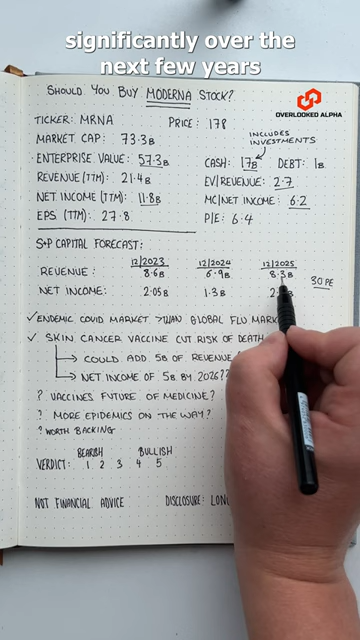 significantly over the
next few years
SHOULD YOU BUY MODERNA STOCK?
OVERLOOKED ALPHA
TICKER: MRNA PRICE: 178
MARKET CAP: 73.3B
INCLUDES INVESTMENTS
ENTERPRISE VALUE: 57.3B CASH: 17B DEBT: 1B
REVENUE (TTM): 21.4B EV/REVENUE: 2.7
NET INCOME (TTM): 11.8B MC/NET INCOME: 6.2
EPS (TTM): 27.8 P/E: 6.4
S+P CAPITAL FORECAST:
12/2023 12/2024 12/2025
REVENUE: 8.6B 6.9B 8.3B
30 PE
NET INCOME: 2.05B 1.3B
✓ ENDEMIC COVID MARKET > THAN GLOBAL FLU
✓ SKIN CANCER VACCINE CUT RISK OF DEATH
→ COULD ADD 5B OF REVENUE
→ NET INCOME OF 5B BY 2026??
? VACCINES FUTURE OF MEDICINE?
? MORE EPIDEMICS ON THE WAY?
? WORTH BACKING
BEARISH BULLISH
VERDICT: 1 2 3 4 5
NOT FINANCIAL ADVICE DISCLOSURE: